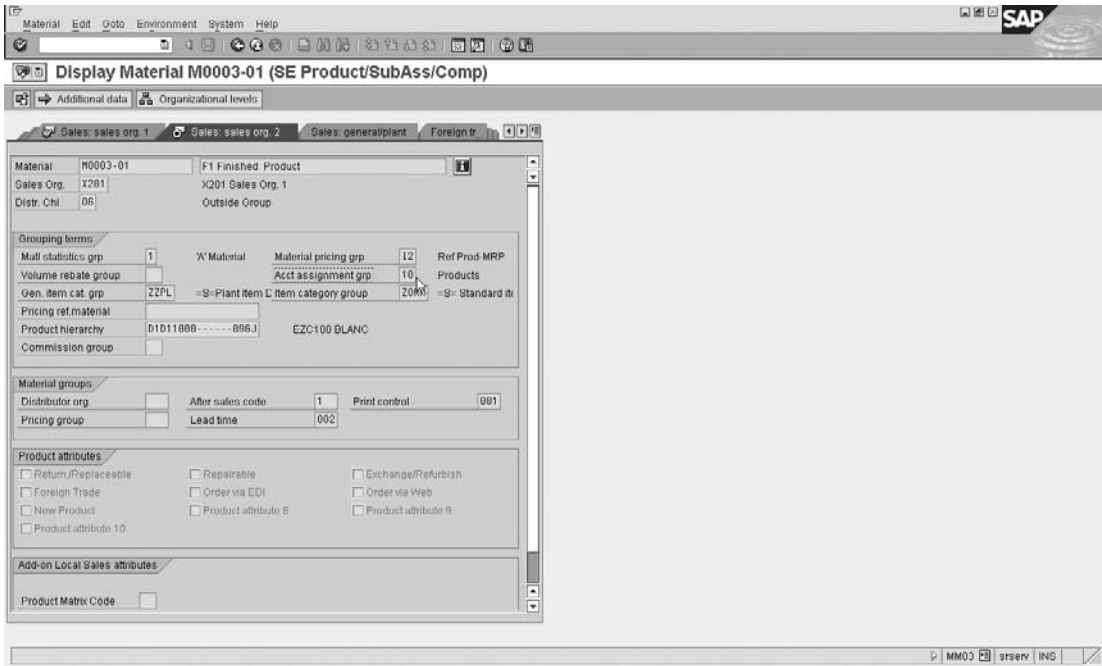 Material Edit Goto Environment System Help
SAP
Display Material M0003-01 (SE Product/SubAss/Comp)
Additional data Organizational levels
Sales: sales org. 1 Sales: sales org. 2 Sales: general/plant Foreign tr
Material M0003-01 F1 Finished Product
Sales Org. X201 X201 Sales Org. 1
Distr. Chl 06 Outside Group
Grouping terms
Matl statistics grp 1 'A' Material Material pricing grp I2 Ref Prod-MRP
Volume rebate group Acct assignment grp 10 Products
Gen. item cat. grp ZZPL =S=Plant Item D Item category group =S= Standard it
Pricing ref.material
Product hierarchy EZC100 BLANC
Commission group
Material groups
Distributor org. After sales code 1 Print control 001
Pricing group Lead time 002
Product attributes
Return./Replaceable Repairable Exchange/Refurbish
Foreign Trade Order via EDI Order via Web
New Product Product attribute 8 Product attribute 9
Product attribute 10
Add-on Local Sales attributes
Product Matrix Code
MM03 srserv INS